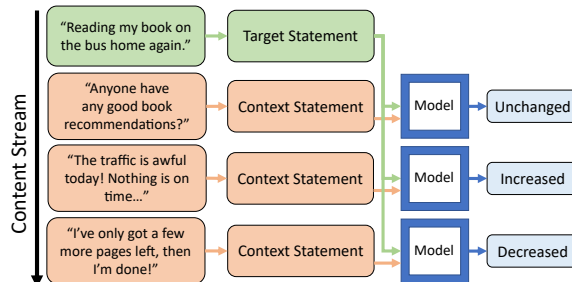 Content Stream
“Reading my book on
the bus home again.”
Target Statement
“Anyone have
any good book
recommendations?”
Context Statement
Model
Unchanged
“The traffic is awful
today! Nothing is on
time...”
Context Statement
Model
Increased
“I’ve only got a few
more pages left, then
I’m done!”
Context Statement
Model
Decreased